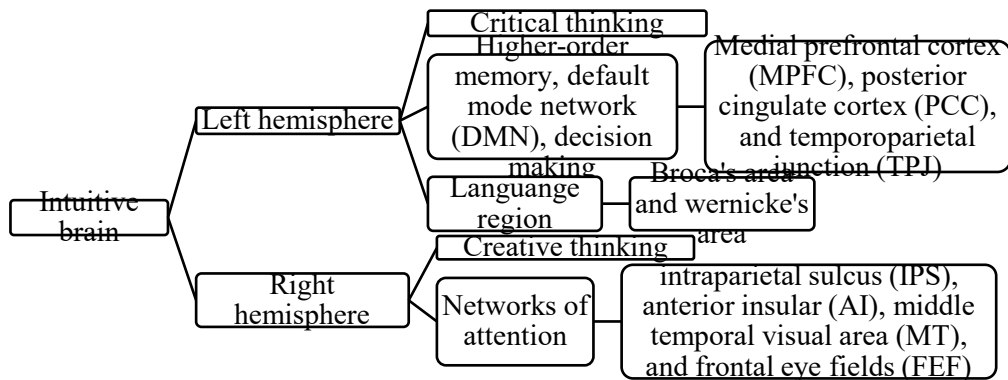 Intuitive
brain
Left hemisphere
Critical thinking
Higher-order
memory, default
mode network
(DMN), decision
making
Medial prefrontal cortex
(MPFC), posterior
cingulate cortex (PCC),
and temporoparietal
junction (TPJ)
Languange
region
Broca's area
and wernicke's
area
Right
hemisphere
Creative thinking
Networks of
attention
intraparietal sulcus (IPS),
anterior insular (AI), middle
temporal visual area (MT),
and frontal eye fields (FEF)